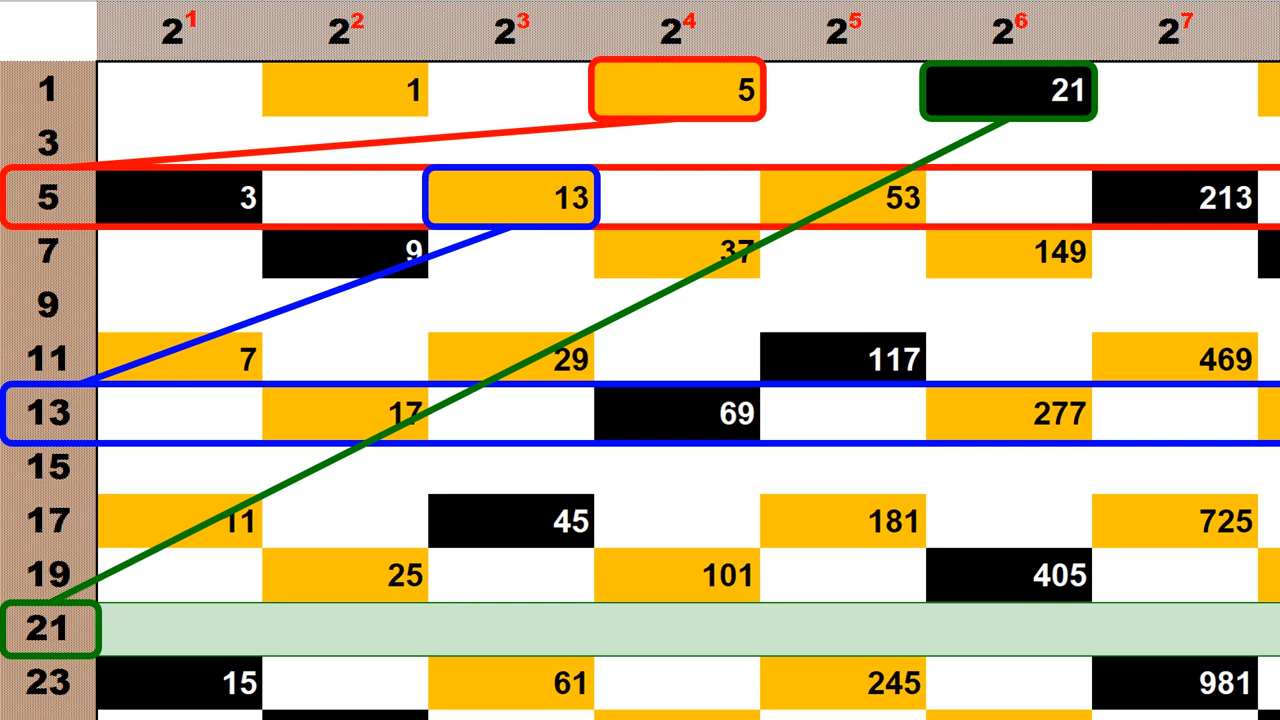 2¹ 2² 2³ 2⁴ 2⁵ 2⁶ 2⁷
1 1 5 21
3
5 3 13 53 213
7 9 37 149
9
11 7 29 117 469
13 17 69 277
15
17 11 45 181 725
19 25 101 405
21
23 15 61 245 981